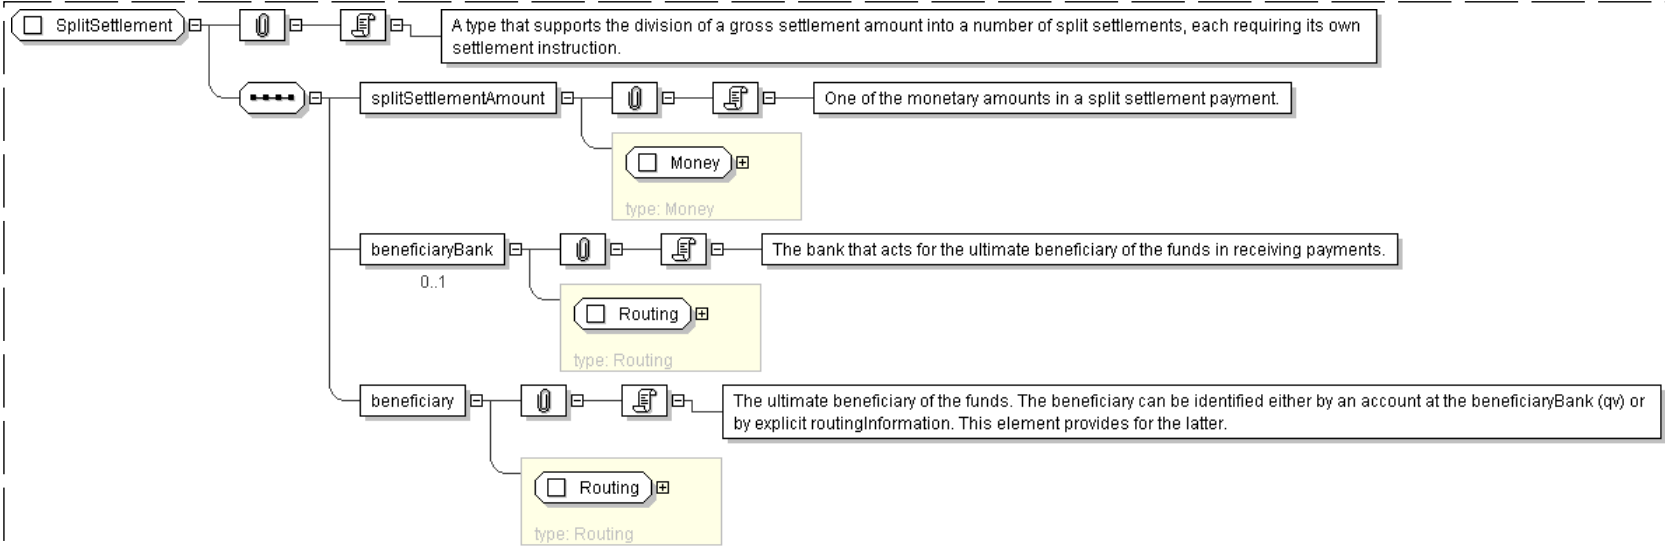 SplitSettlement
A type that supports the division of a gross settlement amount into a number of split settlements, each requiring its own
settlement instruction.
splitSettlementAmount
One of the monetary amounts in a split settlement payment.
Money
type: Money
beneficiaryBank
The bank that acts for the ultimate beneficiary of the funds in receiving payments.
0..1
Routing
type: Routing
beneficiary
The ultimate beneficiary of the funds. The beneficiary can be identified either by an account at the beneficiaryBank (qv) or
by explicit routingInformation. This element provides for the latter.
Routing
type: Routing